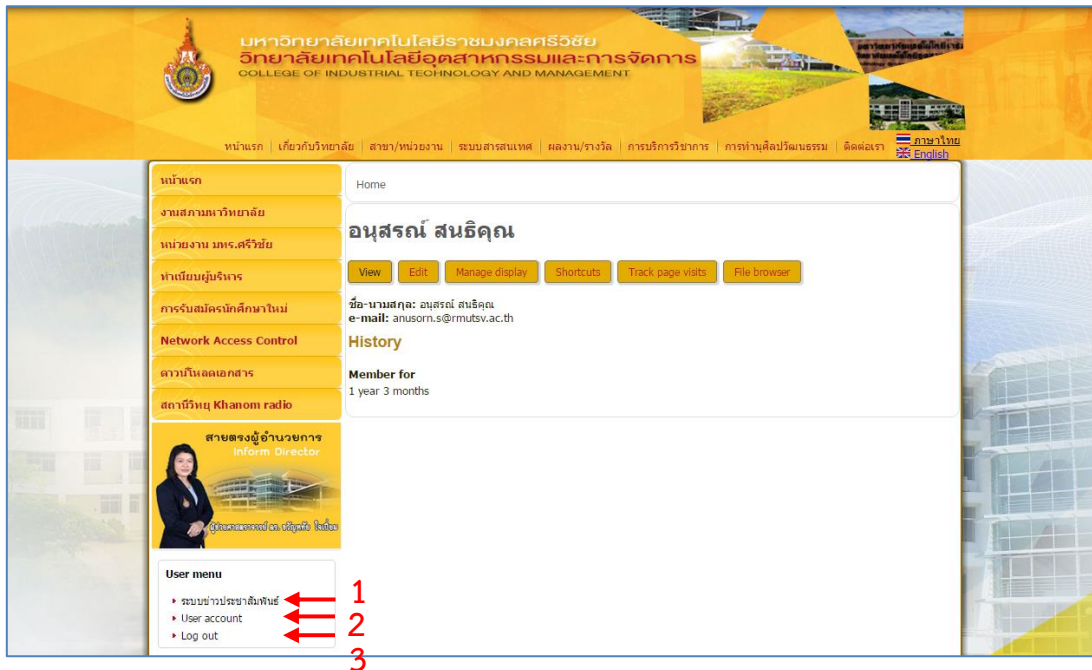 มหาวิทยาลัยเทคโนโลยีราชมงคลศรีวิชัย
วิทยาลัยเทคโนโลยีอุตสาหกรรมและการจัดการ
COLLEGE OF INDUSTRIAL TECHNOLOGY AND MANAGEMENT
หน้าแรก | เกี่ยวกับวิทยาลัย | สาขา/หน่วยงาน | ระบบสารสนเทศ | ผลงาน/รางวัล | การบริการวิชาการ | การทำนุศิลปวัฒนธรรม | ติดต่อเรา
ภาษาไทย
English
หน้าแรก
งานสภามหาวิทยาลัย
หน่วยงาน มทร.ศรีวิชัย
ทำเนียบผู้บริหาร
การรับสมัครนักศึกษาใหม่
Network Access Control
ดาวน์โหลดเอกสาร
สถานีวิทยุ Khanom radio
สายตรงผู้อำนวยการ
Inform Director
ผู้ช่วยศาสตราจารย์ ดร.
User menu
ระบบข่าวประชาสัมพันธ์
User account
Log out
Home
อนุสรณ์ สนธิคุณ
View Edit Manage display Shortcuts Track page visits File browser
ชื่อ-นามสกุล: อนุสรณ์ สนธิคุณ
e-mail: anusorn.s@rmutsv.ac.th
History
Member for
1 year 3 months
1
2
3